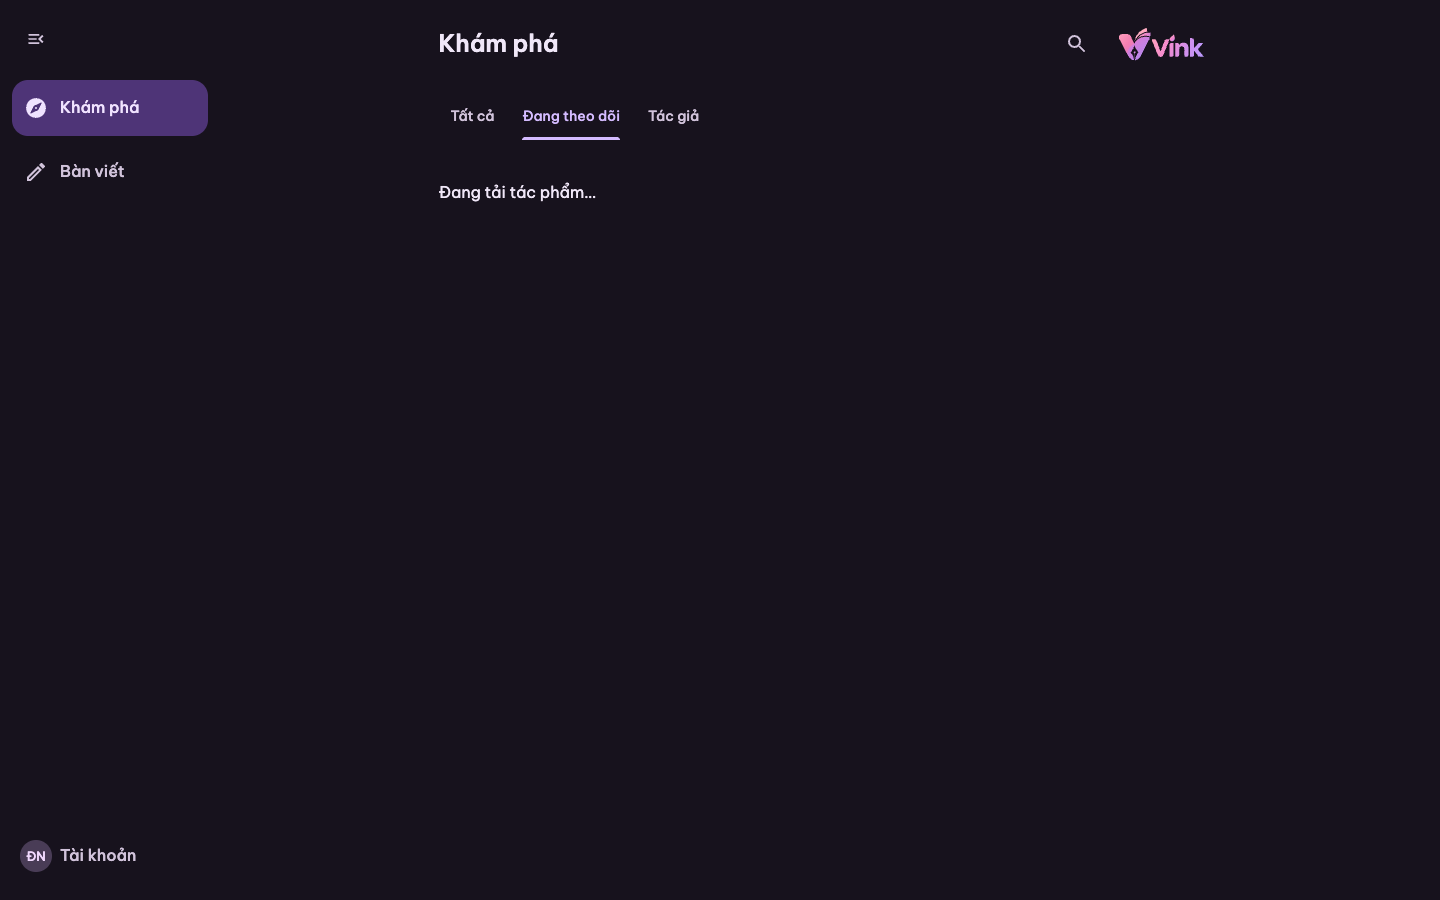 Khám phá
Vink
Khám phá
Bàn viết
Tất cả
Đang theo dõi
Tác giả
Đang tải tác phẩm...
ĐN
Tài khoản